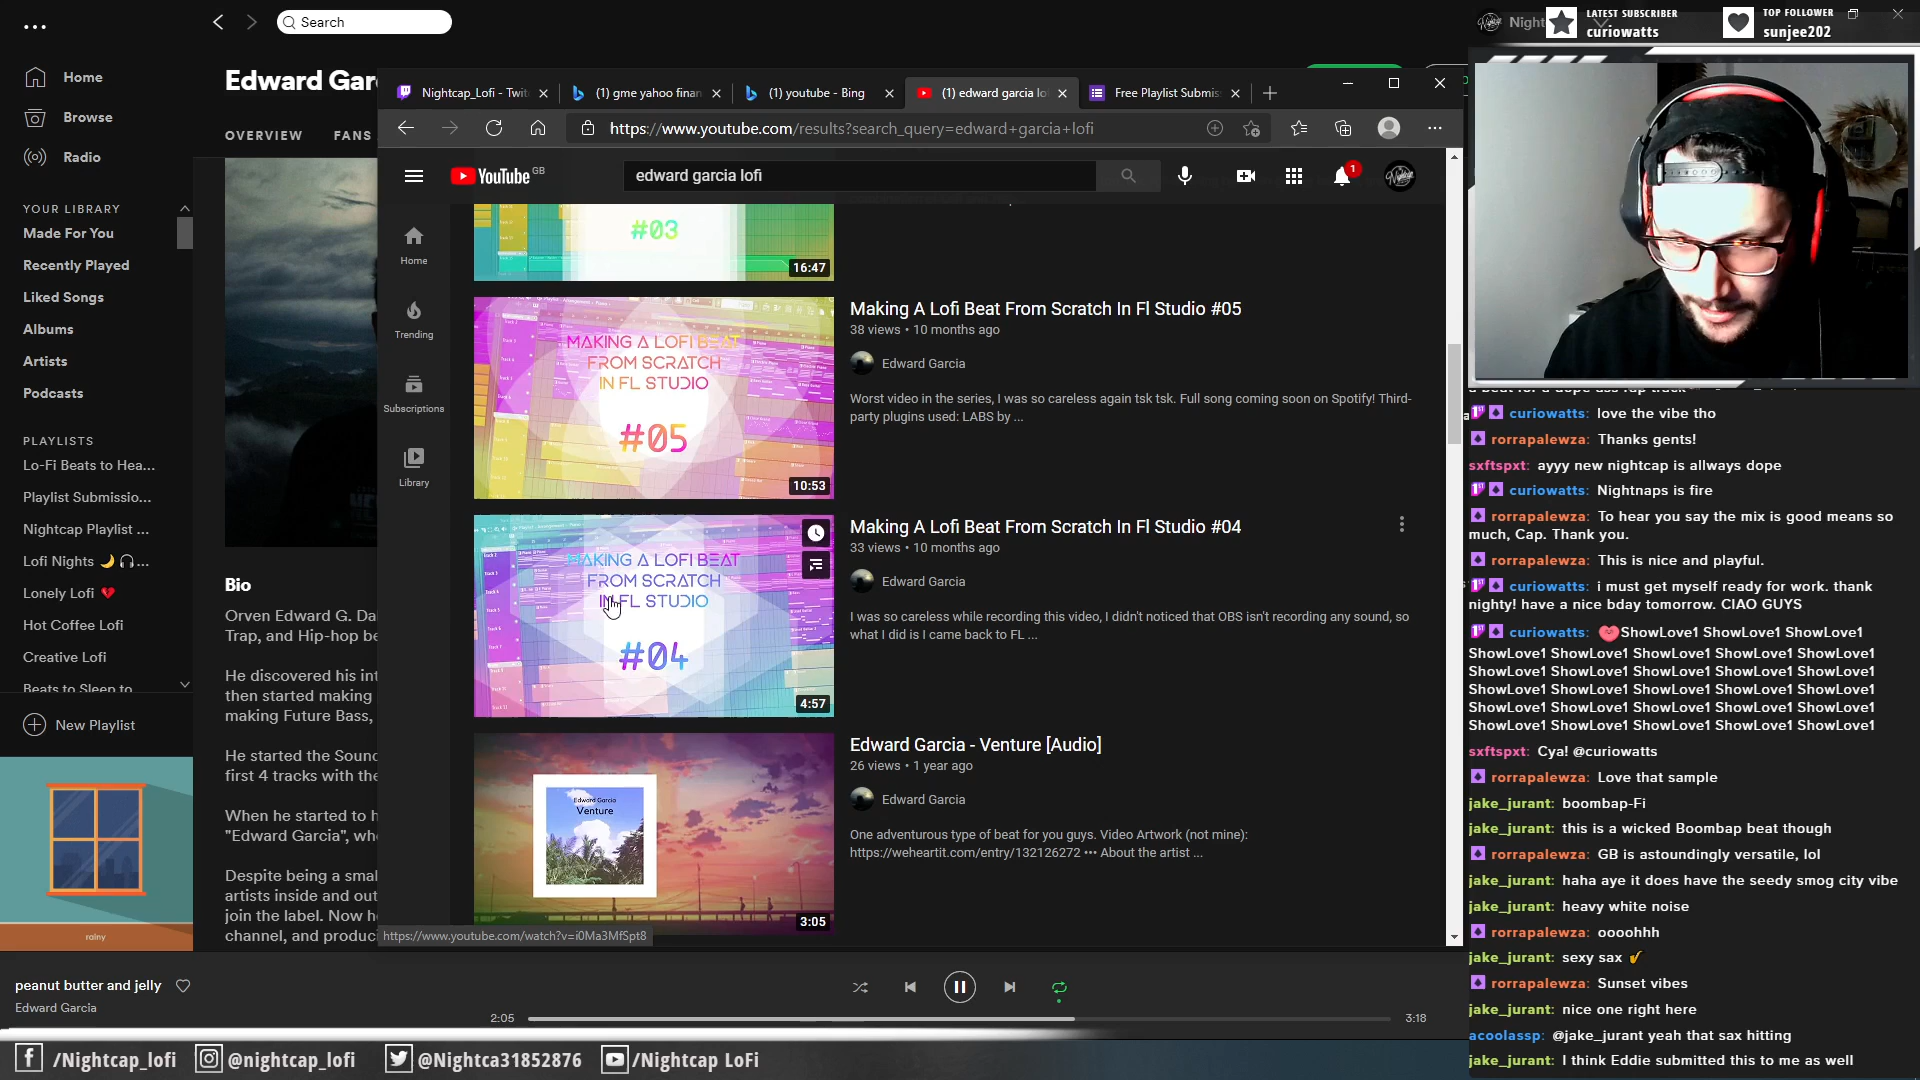 Search
Home
Browse
Radio
YOUR LIBRARY
Made For You
Recently Played
Liked Songs
Albums
Artists
Podcasts
PLAYLISTS
Lo-Fi Beats to Hea...
Playlist Submissio...
Nightcap Playlist ...
Lofi Nights 🌙🎧...
Lonely Lofi 💔
Hot Coffee Lofi
Creative Lofi
Beats to Sleep to
New Playlist
rainy
peanut butter and jelly
Edward Garcia
Edward Gar
OVERVIEW FANS
Bio
Orven Edward G. Da
Trap, and Hip-hop be
He discovered his int
then started making
making Future Bass,
He started the Sound
first 4 tracks with the
When he started to h
"Edward Garcia", wh
Despite being a smal
artists inside and out
join the label. Now h
channel, and produci
Nightcap_Lofi - Twit
(1) gme yahoo finan
(1) youtube - Bing
(1) edward garcia lo
Free Playlist Submis
https://www.youtube.com/results?search_query=edward+garcia+lofi
YouTube GB
edward garcia lofi
1
Home
Trending
Subscriptions
Library
#03
16:47
MAKING A LOFI BEAT
FROM SCRATCH
IN FL STUDIO
#05
10:53
Making A Lofi Beat From Scratch In Fl Studio #05
38 views • 10 months ago
Edward Garcia
Worst video in the series, I was so careless again tsk tsk. Full song coming soon on Spotify! Third-
party plugins used: LABS by ...
MAKING A LOFI BEAT
FROM SCRATCH
IN FL STUDIO
#04
4:57
Making A Lofi Beat From Scratch In Fl Studio #04
33 views • 10 months ago
Edward Garcia
I was so careless while recording this video, I didn't noticed that OBS isn't recording any sound, so
what I did is I came back to FL ...
Edward Garcia
Venture
3:05
Edward Garcia - Venture [Audio]
26 views • 1 year ago
Edward Garcia
One adventurous type of beat for you guys. Video Artwork (not mine):
https://weheartit.com/entry/132126272 ••• About the artist ...
https://www.youtube.com/watch?v=i0Ma3MfSpt8
2:05
3:18
Night
LATEST SUBSCRIBER
curiowatts
TOP FOLLOWER
sunjee202
a beat for a dope ass rap track
curiowatts: love the vibe tho
rorrapalewza: Thanks gents!
sxftspxt: ayyy new nightcap is allways dope
curiowatts: Nightnaps is fire
rorrapalewza: To hear you say the mix is good means so
much, Cap. Thank you.
rorrapalewza: This is nice and playful.
curiowatts: i must get myself ready for work. thank
nighty! have a nice bday tomorrow. CIAO GUYS
curiowatts: ShowLove1 ShowLove1 ShowLove1
ShowLove1 ShowLove1 ShowLove1 ShowLove1 ShowLove1
ShowLove1 ShowLove1 ShowLove1 ShowLove1 ShowLove1
ShowLove1 ShowLove1 ShowLove1 ShowLove1 ShowLove1
ShowLove1 ShowLove1 ShowLove1 ShowLove1 ShowLove1
ShowLove1 ShowLove1 ShowLove1 ShowLove1 ShowLove1
sxftspxt: Cya! @curiowatts
rorrapalewza: Love that sample
jake_jurant: boombap-Fi
jake_jurant: this is a wicked Boombap beat though
rorrapalewza: GB is astoundingly versatile, lol
jake_jurant: haha aye it does have the seedy smog city vibe
jake_jurant: heavy white noise
rorrapalewza: oooohhh
jake_jurant: sexy sax 🎷
rorrapalewza: Sunset vibes
jake_jurant: nice one right here
acoolassp: @jake_jurant yeah that sax hitting
jake_jurant: I think Eddie submitted this to me as well
/Nightcap_lofi
@nightcap_lofi
@Nightca31852876
/Nightcap LoFi